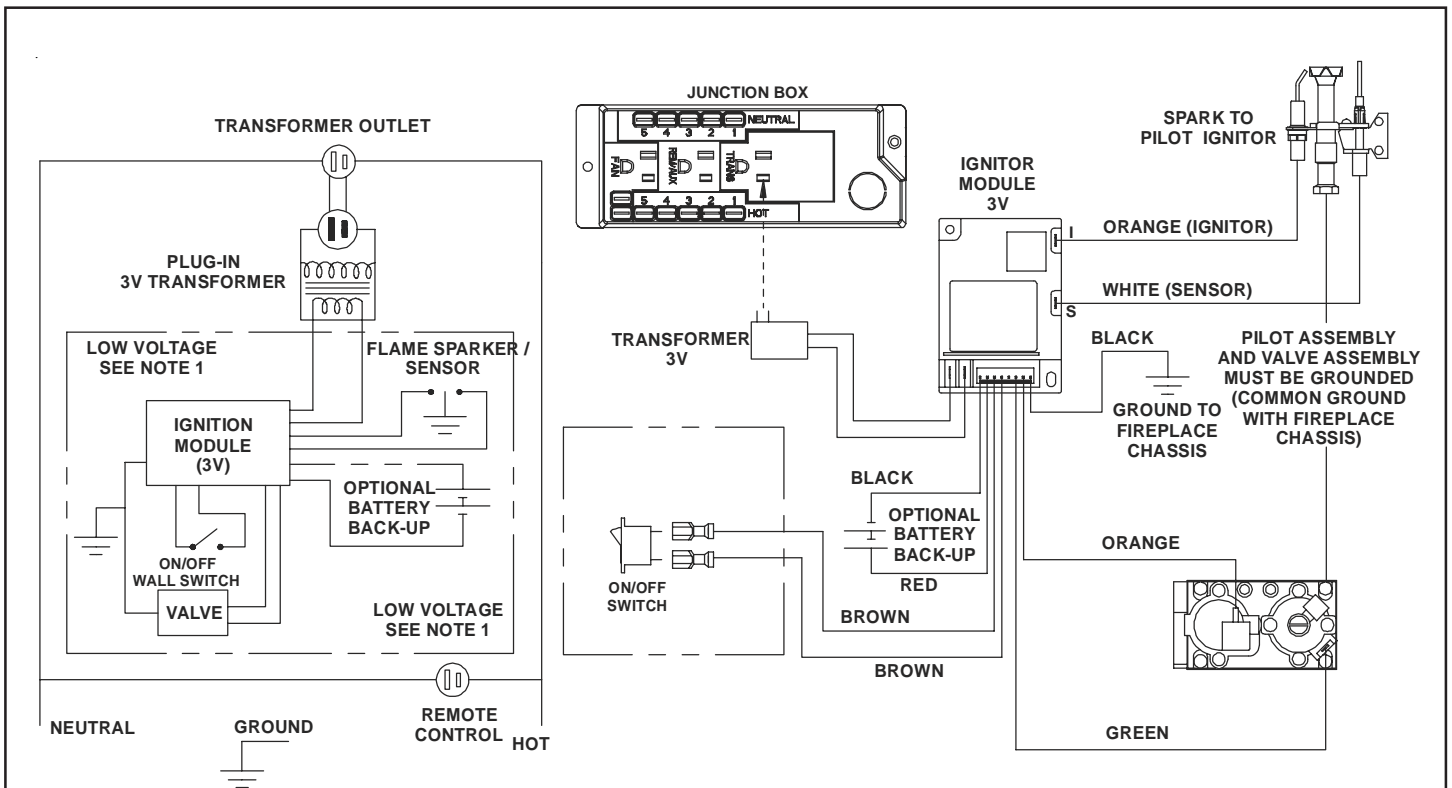 TRANSFORMER OUTLET
PLUG-IN
3V TRANSFORMER
LOW VOLTAGE
SEE NOTE 1
FLAME SPARKER /
SENSOR
IGNITION
MODULE
(3V)
OPTIONAL
BATTERY
BACK-UP
ON/OFF
WALL SWITCH
VALVE
LOW VOLTAGE
SEE NOTE 1
NEUTRAL
GROUND
REMOTE
CONTROL
HOT
JUNCTION BOX
5 4 3 2 1 NEUTRAL
FAN
REM/AUX
TRANS
5 4 3 2 1 HOT
TRANSFORMER
3V
IGNITOR
MODULE
3V
I
S
SPARK TO
PILOT IGNITOR
ORANGE (IGNITOR)
WHITE (SENSOR)
BLACK
GROUND TO
FIREPLACE
CHASSIS
PILOT ASSEMBLY
AND VALVE ASSEMBLY
MUST BE GROUNDED
(COMMON GROUND
WITH FIREPLACE
CHASSIS)
BLACK
OPTIONAL
BATTERY
BACK-UP
RED
ON/OFF
SWITCH
BROWN
BROWN
ORANGE
GREEN